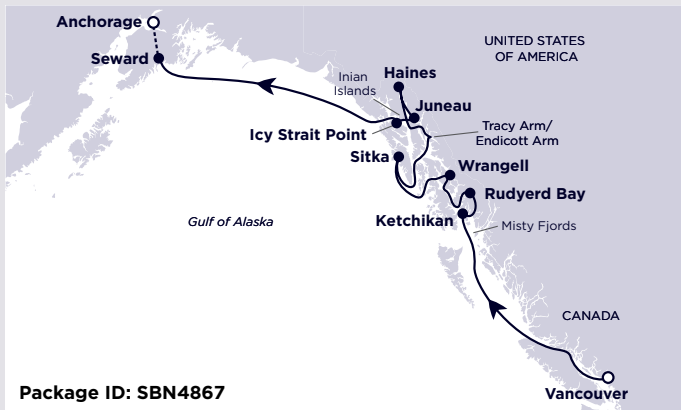 Anchorage
Seward
UNITED STATES
OF AMERICA
Haines
Inian
Islands
Juneau
Icy Strait Point
Tracy Arm/
Endicott Arm
Sitka
Wrangell
Rudyerd Bay
Ketchikan
Gulf of Alaska
Misty Fjords
CANADA
Package ID: SBN4867
Vancouver